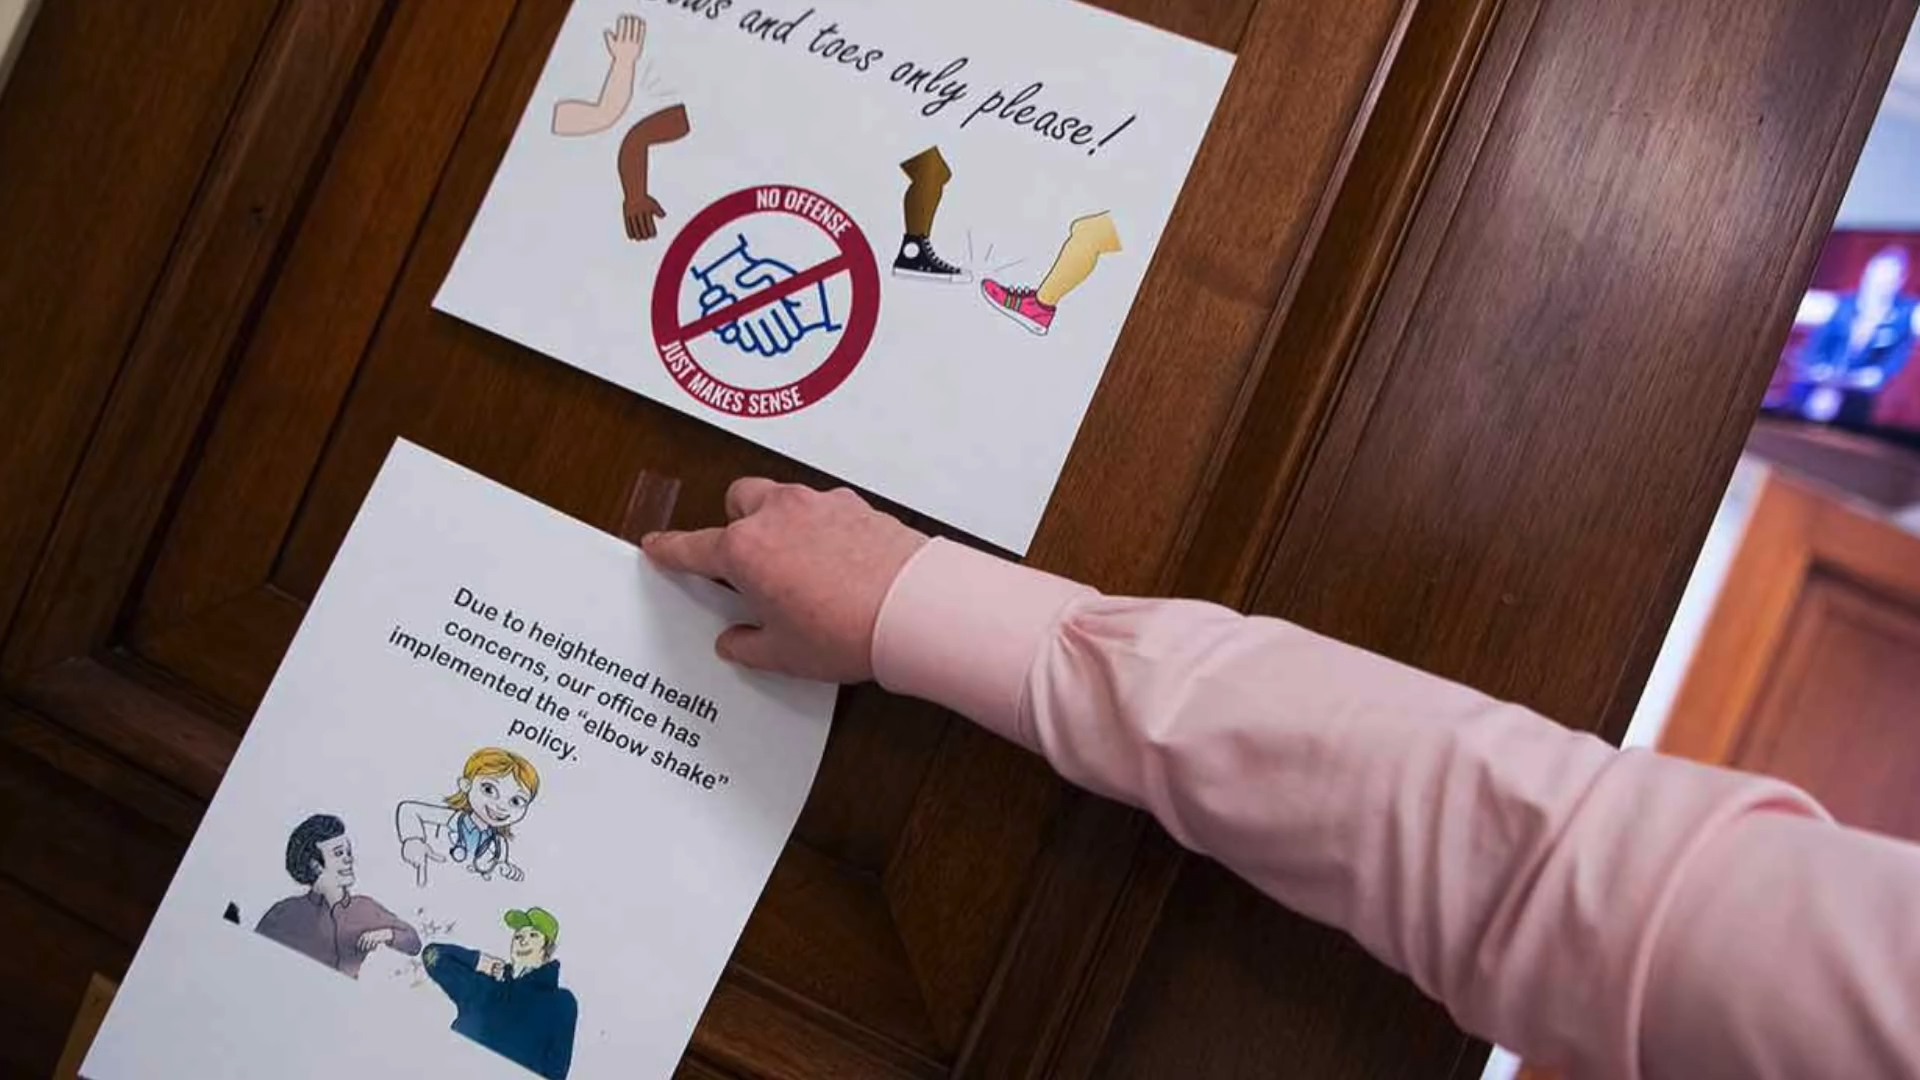 and toes only please!
NO OFFENSE
JUST MAKES SENSE
Due to heightened health
concerns, our office has
implemented the “elbow shake”
policy.